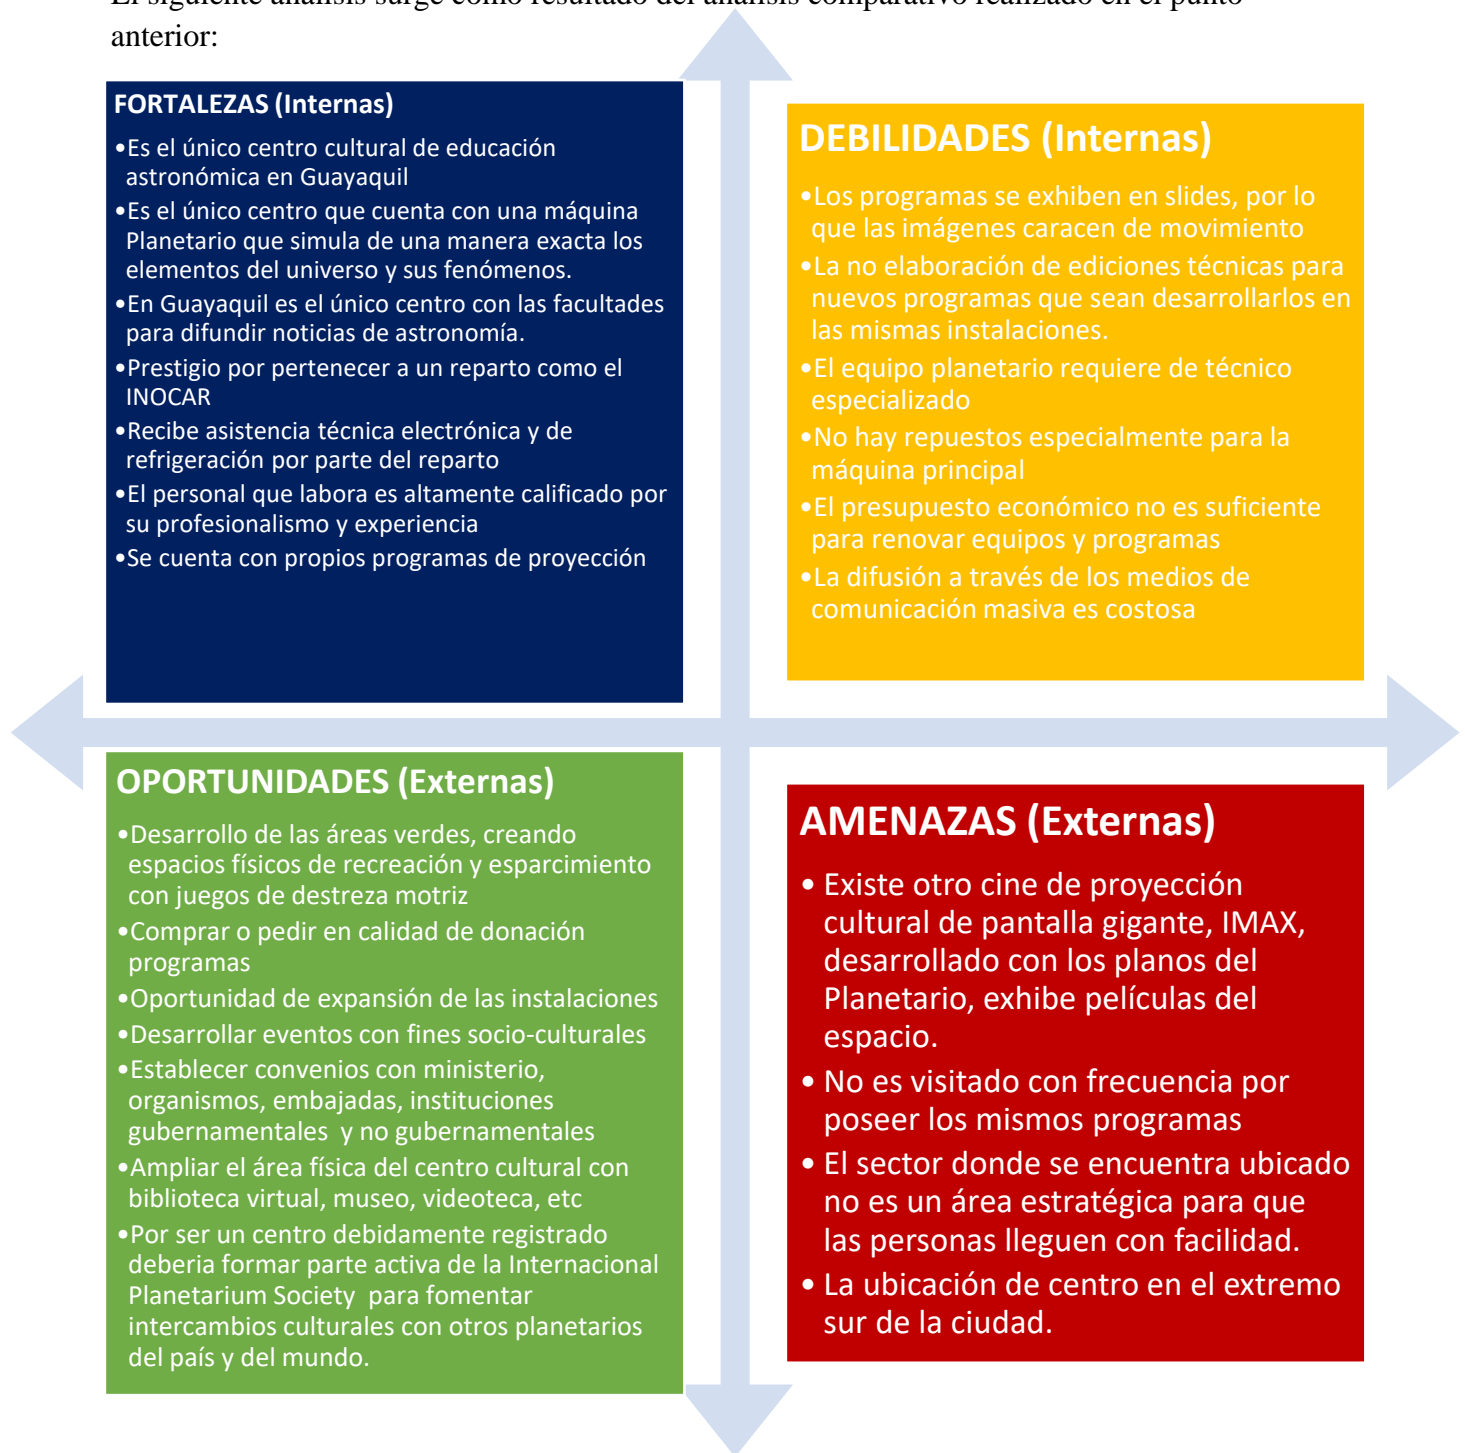 El siguiente análisis surge como resultado del análisis comparativo realizado en el punto
anterior:
FORTALEZAS (Internas)
•Es el único centro cultural de educación
astronómica en Guayaquil
•Es el único centro que cuenta con una máquina
Planetario que simula de una manera exacta los
elementos del universo y sus fenómenos.
•En Guayaquil es el único centro con las facultades
para difundir noticias de astronomía.
•Prestigio por pertenecer a un reparto como el
INOCAR
•Recibe asistencia técnica electrónica y de
refrigeración por parte del reparto
•El personal que labora es altamente calificado por
su profesionalismo y experiencia
•Se cuenta con propios programas de proyección
DEBILIDADES (Internas)
•Los programas se exhiben en slides, por lo
que las imágenes caracen de movimiento
•La no elaboración de ediciones técnicas para
nuevos programas que sean desarrollarlos en
las mismas instalaciones.
•El equipo planetario requiere de técnico
especializado
•No hay repuestos especialmente para la
máquina principal
•El presupuesto económico no es suficiente
para renovar equipos y programas
•La difusión a través de los medios de
comunicación masiva es costosa
OPORTUNIDADES (Externas)
•Desarrollo de las áreas verdes, creando
espacios físicos de recreación y esparcimiento
con juegos de destreza motriz
•Comprar o pedir en calidad de donación
programas
•Oportunidad de expansión de las instalaciones
•Desarrollar eventos con fines socio-culturales
•Establecer convenios con ministerio,
organismos, embajadas, instituciones
gubernamentales  y no gubernamentales
•Ampliar el área física del centro cultural con
biblioteca virtual, museo, videoteca, etc
•Por ser un centro debidamente registrado
deberia formar parte activa de la Internacional
Planetarium Society  para fomentar
intercambios culturales con otros planetarios
del país y del mundo.
AMENAZAS (Externas)
• Existe otro cine de proyección
cultural de pantalla gigante, IMAX,
desarrollado con los planos del
Planetario, exhibe películas del
espacio.
• No es visitado con frecuencia por
poseer los mismos programas
• El sector donde se encuentra ubicado
no es un área estratégica para que
las personas lleguen con facilidad.
• La ubicación de centro en el extremo
sur de la ciudad.